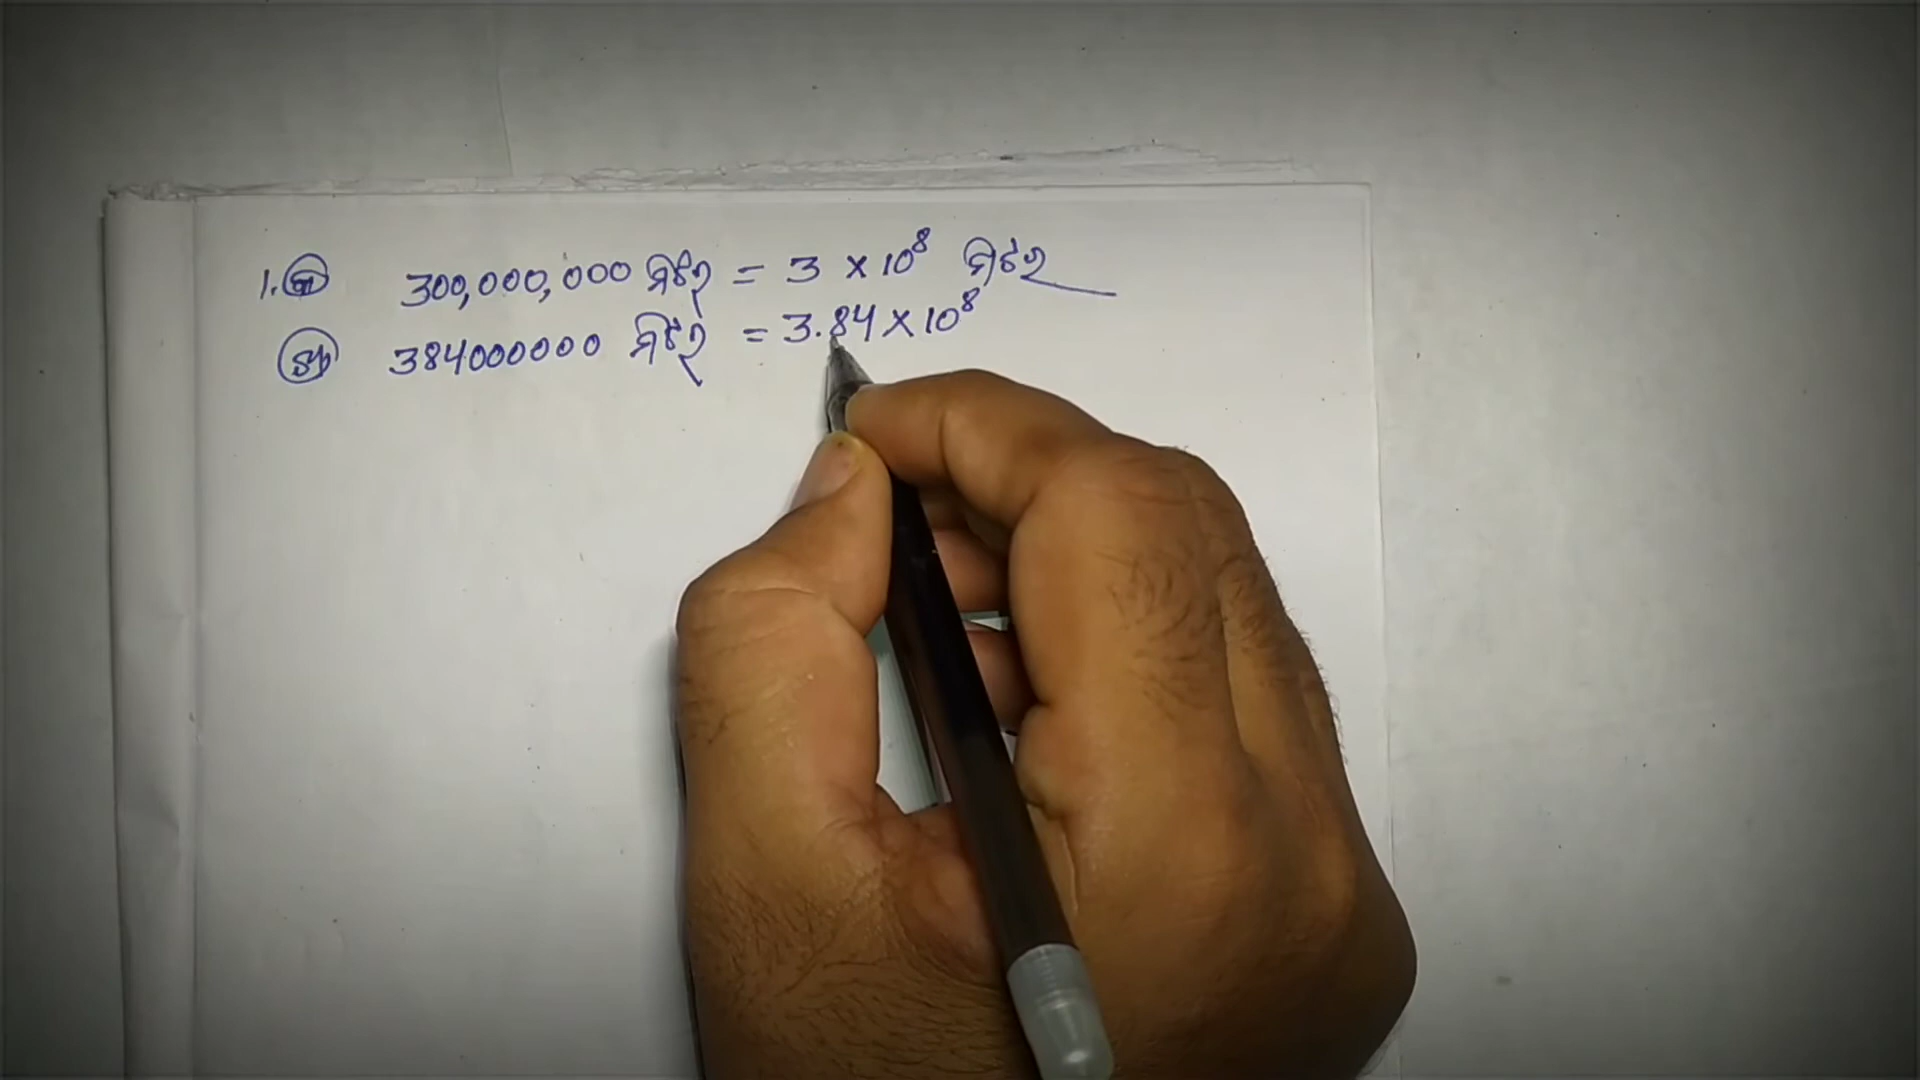 1. କ 300,000,000 ମିଟର = 3 × 10⁸ ମିଟର
ଖ 384000000 ମିଟର = 3.84 × 10⁸